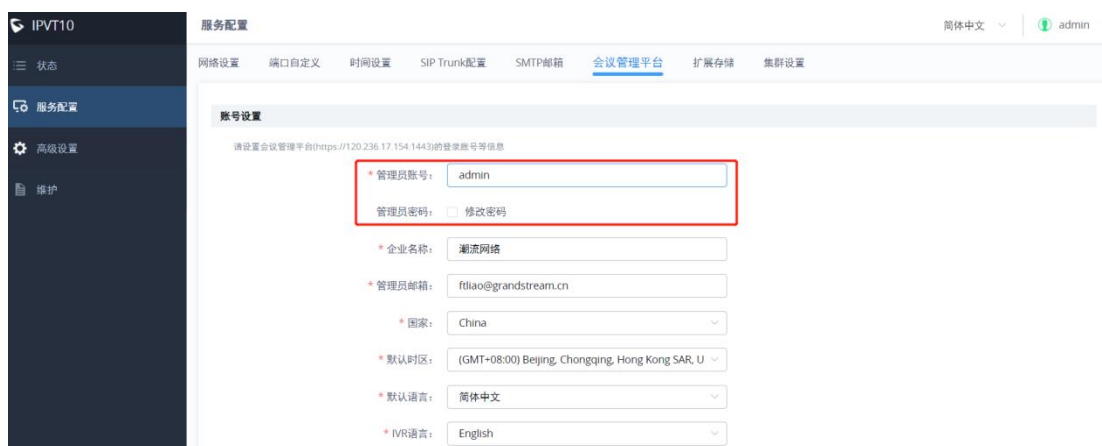 IPVT10
服务配置
简体中文
admin
状态
服务配置
高级设置
维护
网络设置 端口自定义 时间设置 SIP Trunk配置 SMTP邮箱 会议管理平台 扩展存储 集群设置
账号设置
请设置会议管理平台(https://120.236.17.154:1443)的登录账号等信息
* 管理员账号: admin
管理员密码: 修改密码
* 企业名称: 潮流网络
* 管理员邮箱: ftliao@grandstream.cn
* 国家: China
* 默认时区: (GMT+08:00) Beijing, Chongqing, Hong Kong SAR, U
* 默认语言: 简体中文
* IVR语言: English